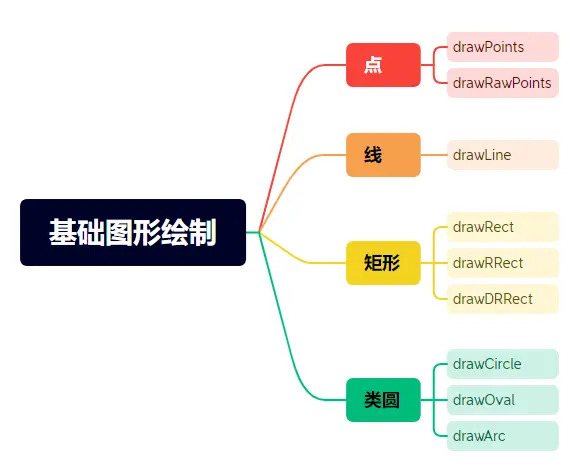 基础图形绘制
点
drawPoints
drawRawPoints
线
drawLine
矩形
drawRect
drawRRect
drawDRRect
类圆
drawCircle
drawOval
drawArc